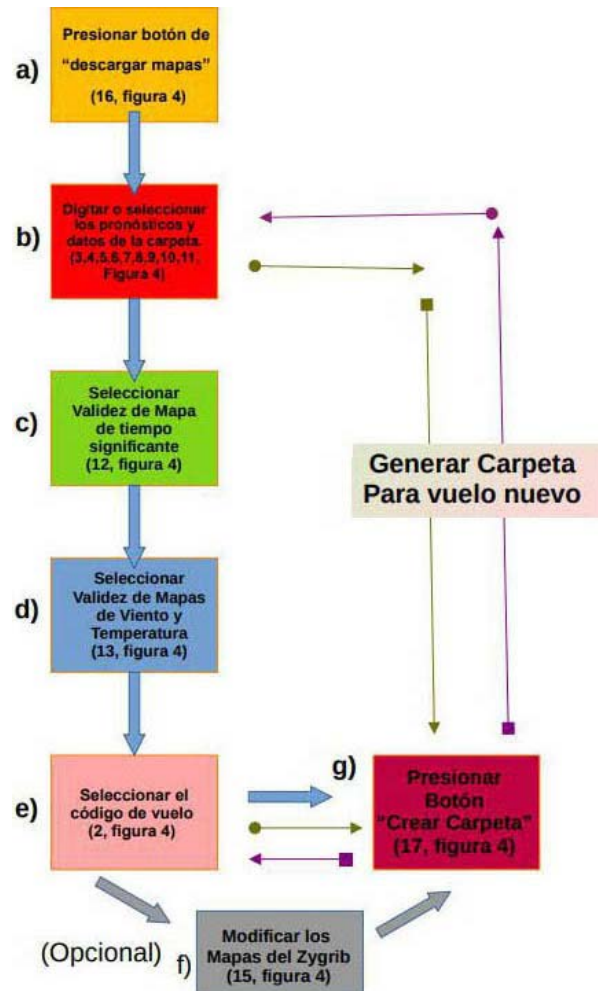 a)
Presionar botón de
“descargar mapas”
(16, figura 4)
b)
Digitar o seleccionar
los pronósticos y
datos de la carpeta.
(3,4,5,6,7,8,9,10,11,
Figura 4)
c)
Seleccionar
Validez de Mapa
de tiempo
significante
(12, figura 4)
Generar Carpeta
Para vuelo nuevo
d)
Seleccionar
Validez de Mapas
de Viento y
Temperatura
(13, figura 4)
e)
Seleccionar el
código de vuelo
(2, figura 4)
g)
Presionar
Botón
“Crear Carpeta”
(17, figura 4)
(Opcional)
f)
Modificar los
Mapas del Zygrib
(15, figura 4)